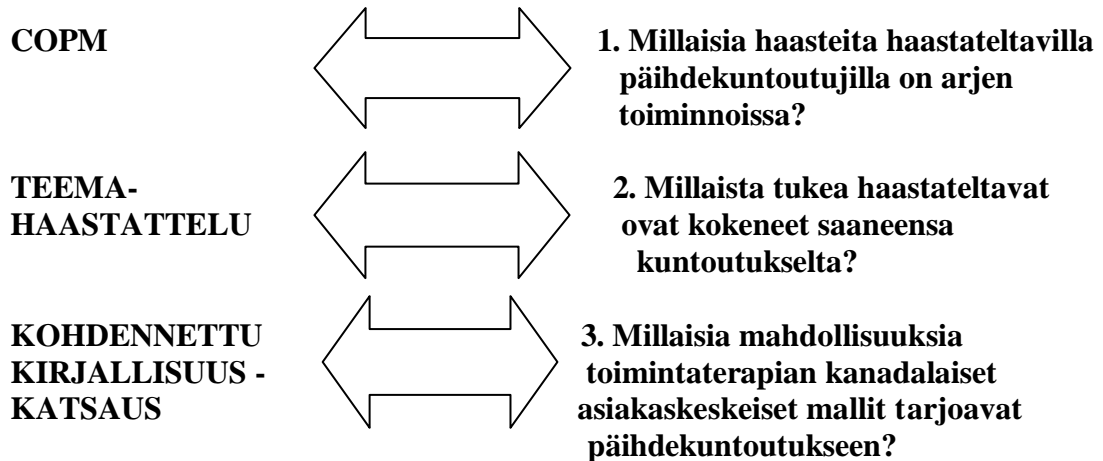 COPM
1. Millaisia haasteita haastateltavilla
päihdekuntoutujilla on arjen
toiminnoissa?
TEEMA-
HAASTATTELU
2. Millaista tukea haastateltavat
ovat kokeneet saaneensa
kuntoutukselta?
KOHDENNETTU
KIRJALLISUUS -
KATSAUS
3. Millaisia mahdollisuuksia
toimintaterapian kanadalaiset
asiakaskeskeiset mallit tarjoavat
päihdekuntoutukseen?